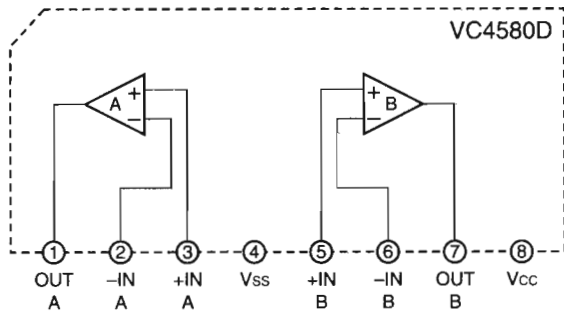 VC4580D
+ A −
+ B −
1 2 3 4 5 6 7 8
OUT −IN +IN Vss +IN −IN OUT Vcc
A A A B B B